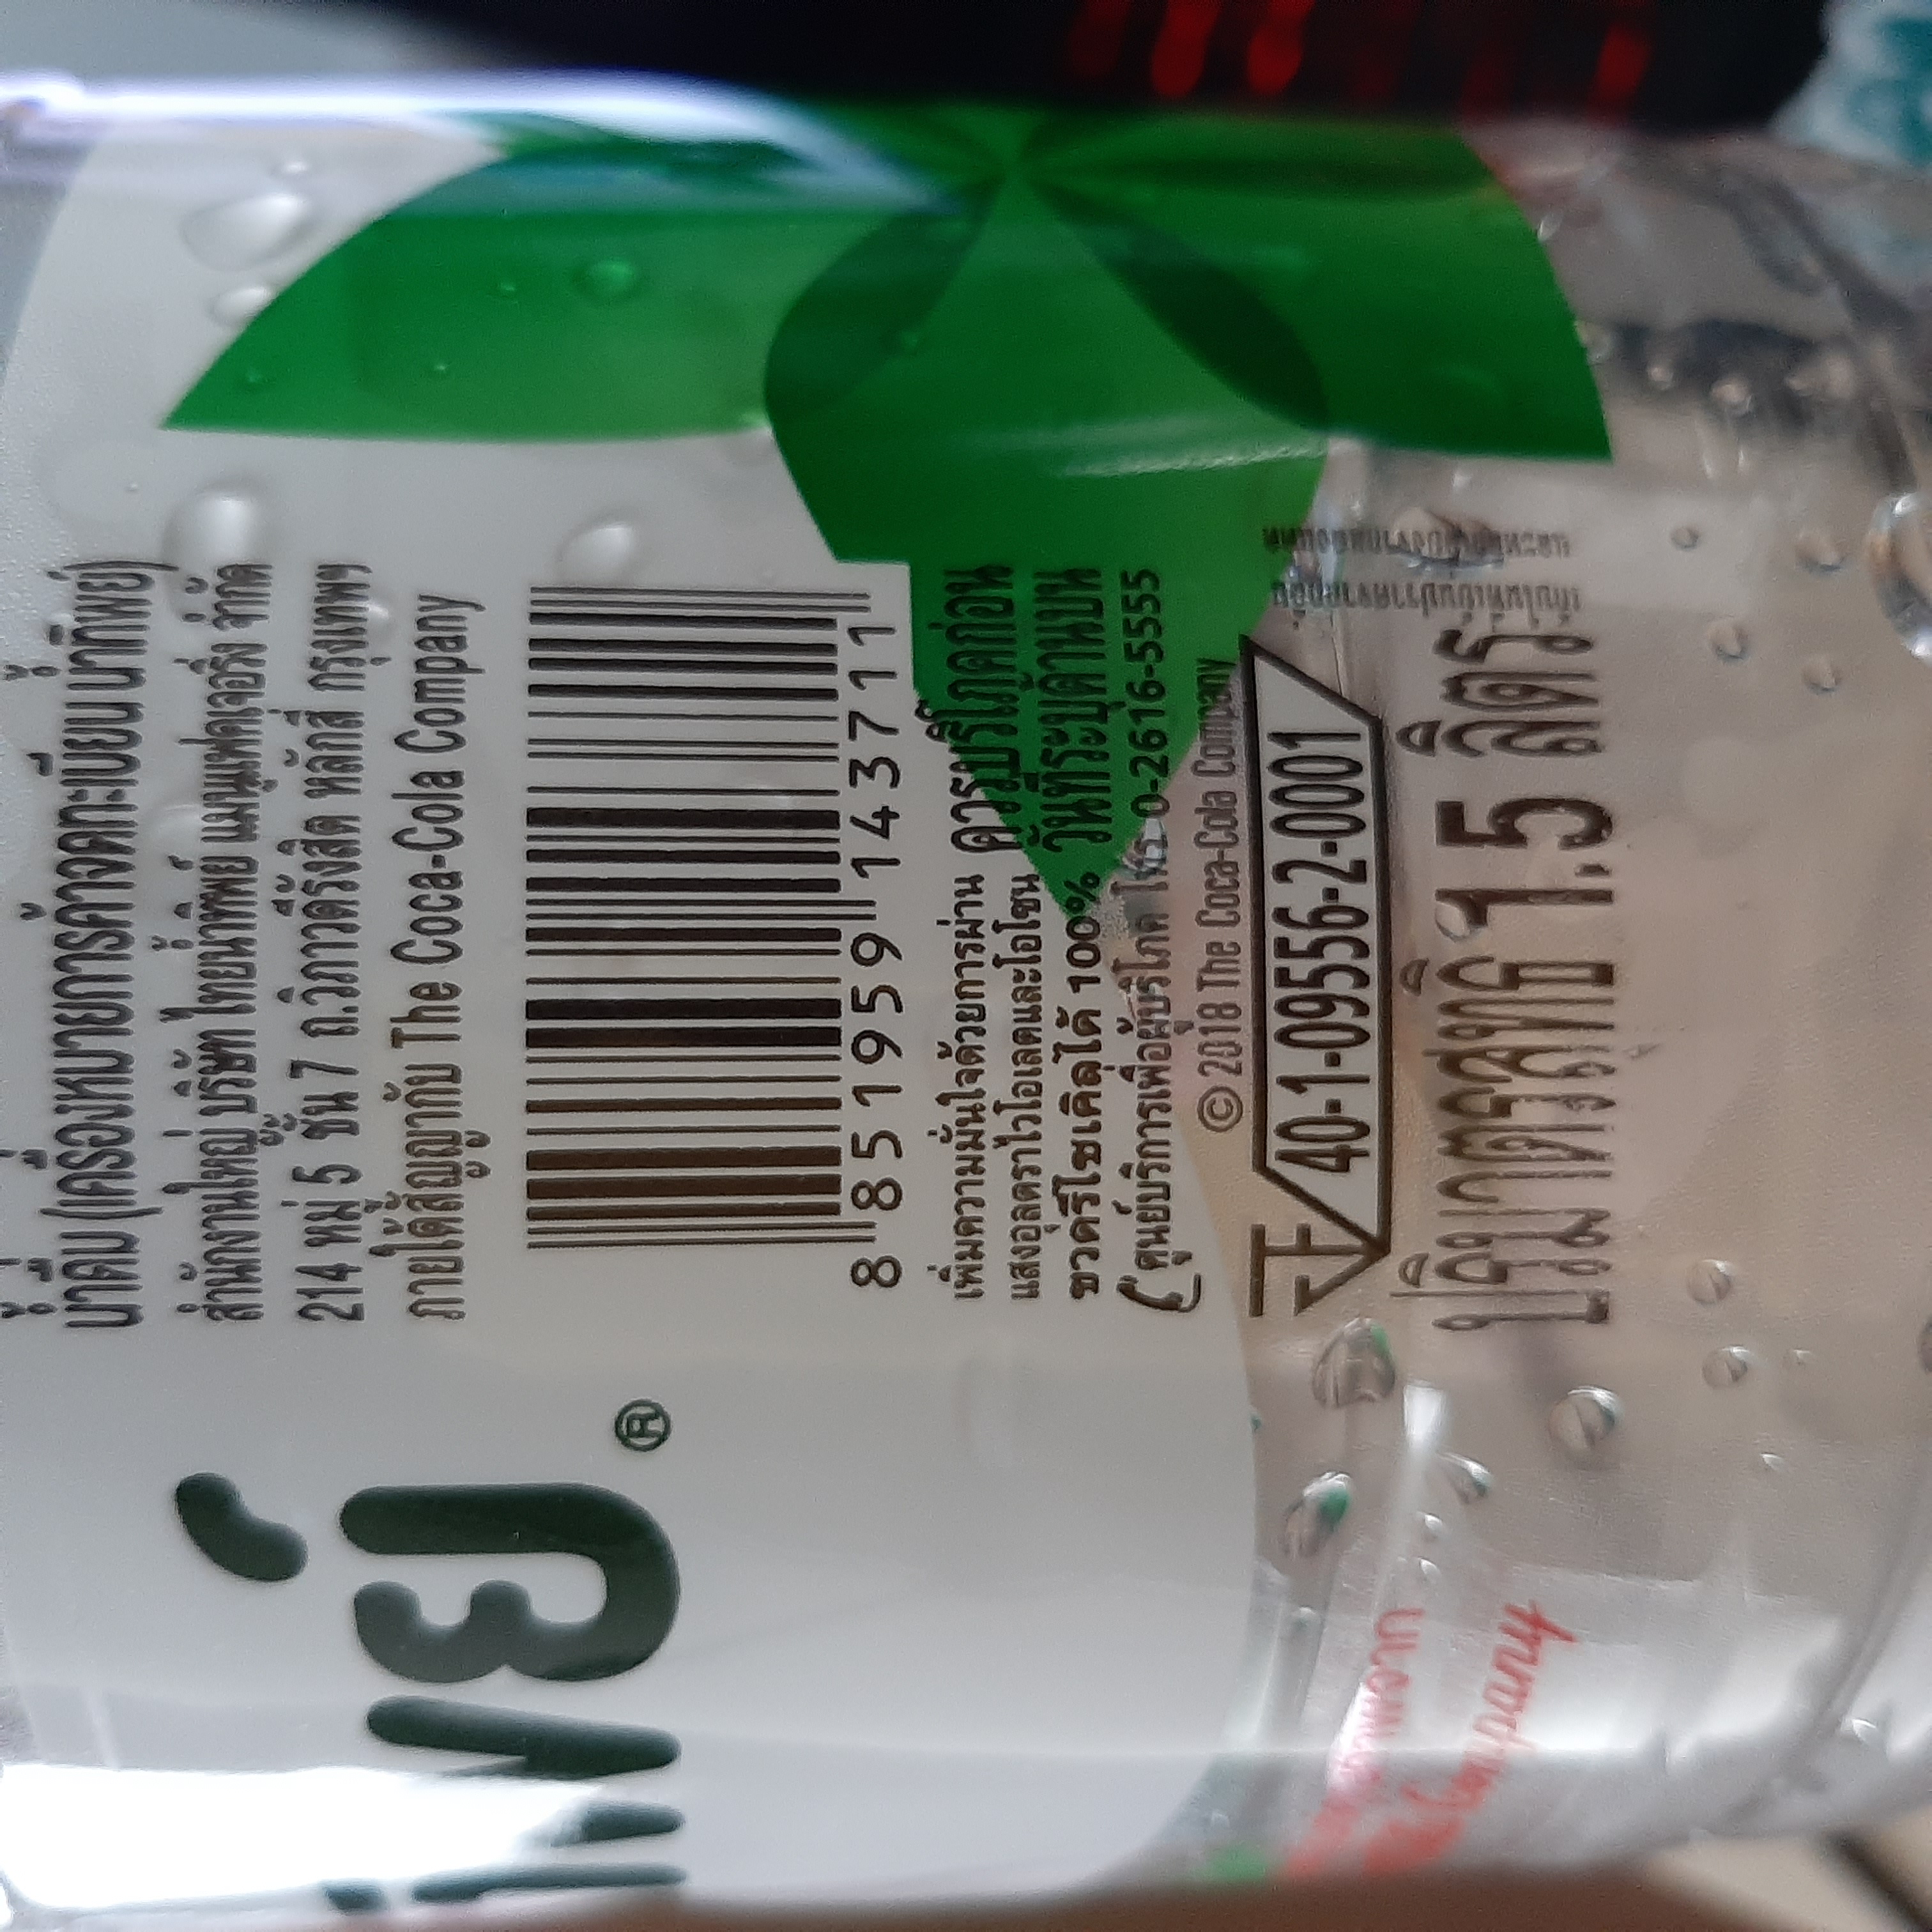 น้ำดื่ม (เครื่องหมายการค้าจดทะเบียน น้ำทิพย์)
สำนักงานใหญ่ บริษัท ไทยน้ำทิพย์ แมนูแฟคเจอริ่ง จำกัด
214 หมู่ 5 ชั้น 7 ถ.วิภาวดีรังสิต หลักสี่ กรุงเทพฯ
ภายใต้สัญญากับ The Coca-Cola Company
ทิพย์
®
8 851959 143711
เพิ่มความมั่นใจด้วยการผ่าน
แสงอุลตราไวโอเลตและโอโซน
ขวดรีไซเคิลได้ 100%
ควรบริโภคก่อน
วันที่ระบุด้านบน
ศูนย์บริการเพื่อผู้บริโภค โทร. 0-2616-5555
© 2018 The Coca-Cola Company
40-1-09556-2-0001
ปริมาตรสุทธิ 1.5 ลิตร
Company